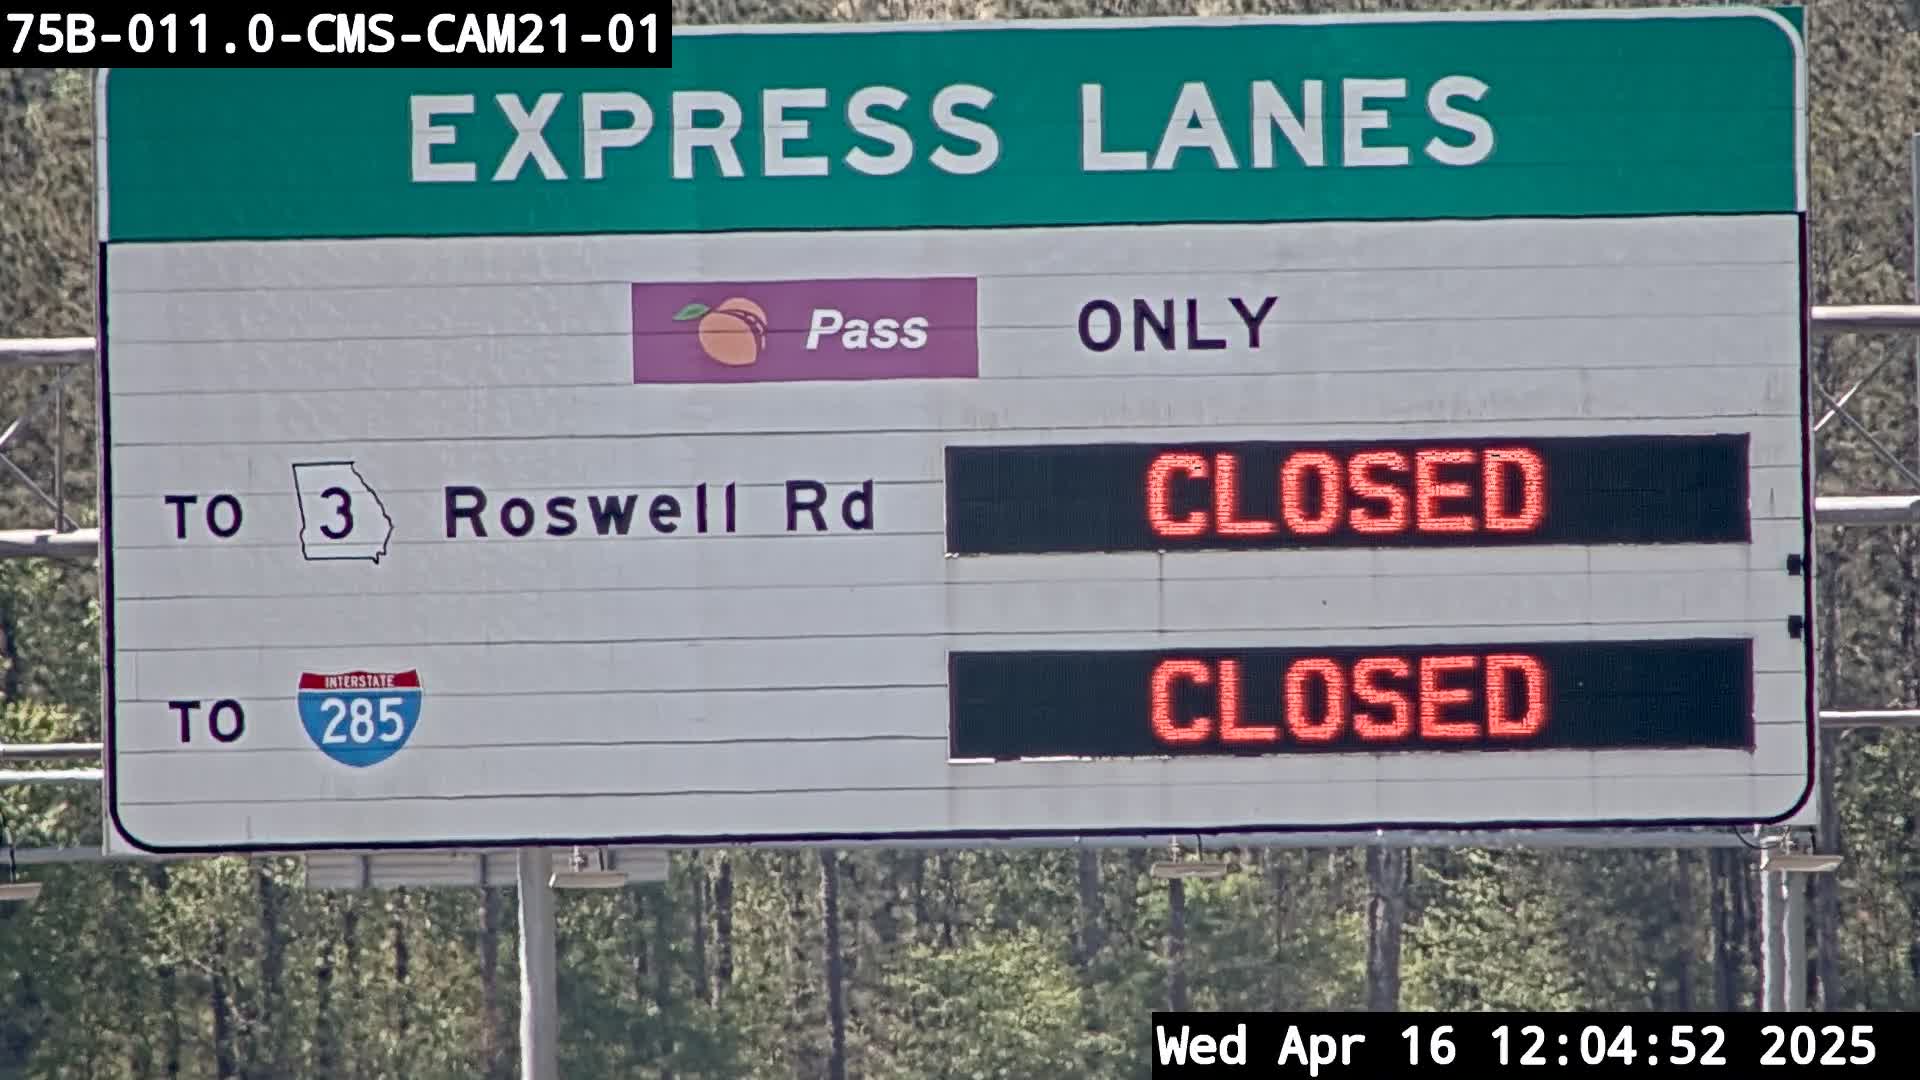 75B-011.0-CMS-CAM21-01
EXPRESS LANES
Pass ONLY
TO 3 Roswell Rd CLOSED
INTERSTATE
TO 285 CLOSED
Wed Apr 16 12:04:52 2025